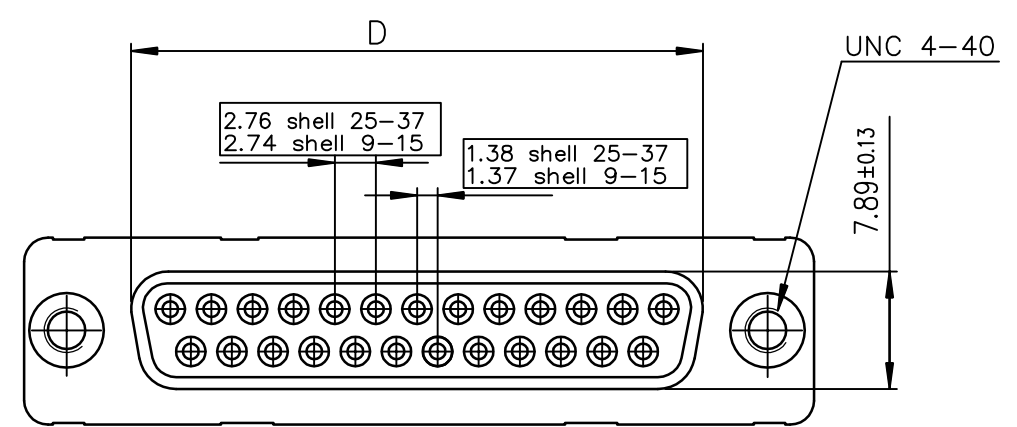 D
UNC 4-40
2.76 shell 25-37
2.74 shell 9-15
1.38 shell 25-37
1.37 shell 9-15
7.89±0.13